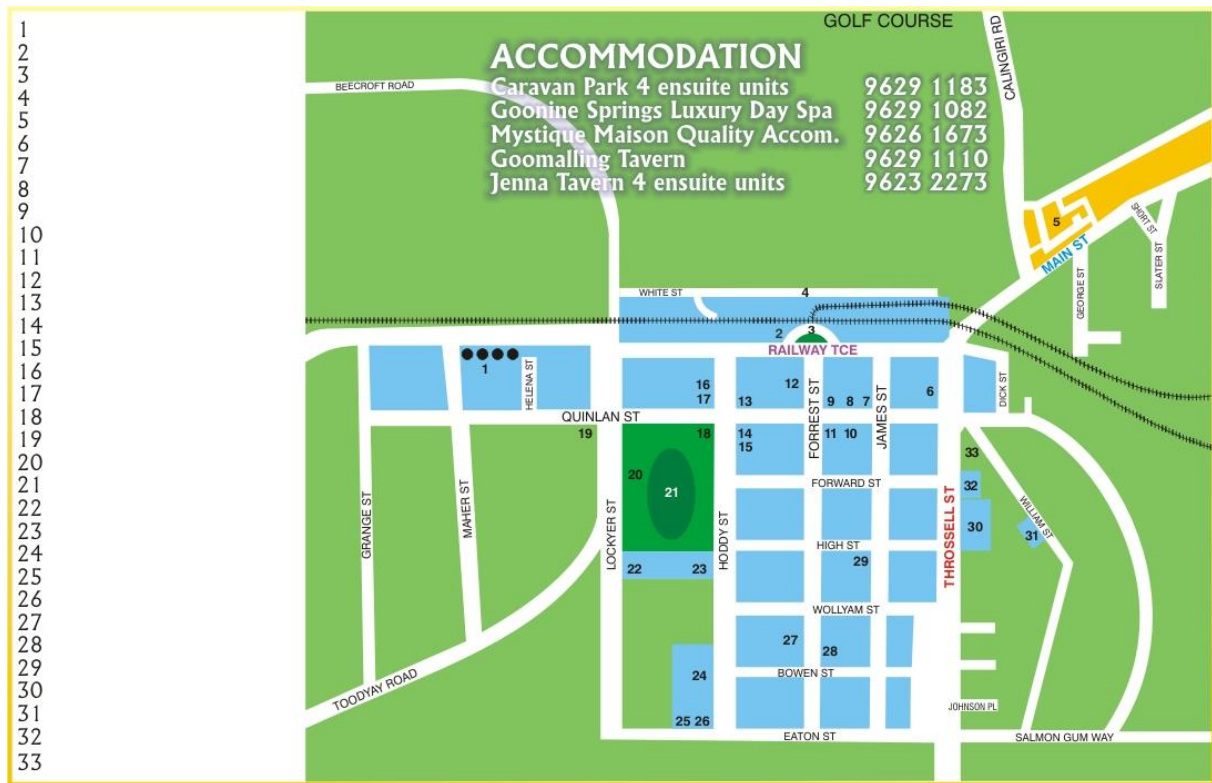 1
2
3
4
5
6
7
8
9
10
11
12
13
14
15
16
17
18
19
20
21
22
23
24
25
26
27
28
29
30
31
32
33
GOLF COURSE
CALINGIRI RD
ACCOMMODATION
Caravan Park 4 ensuite units 9629 1183
Goonine Springs Luxury Day Spa 9629 1082
Mystique Maison Quality Accom. 9626 1673
Goomalling Tavern 9629 1110
Jenna Tavern 4 ensuite units 9623 2273
BEECROFT ROAD
5
SHORT ST
MAIN ST
SLATER ST
GEORGE ST
WHITE ST
4
2
3
RAILWAY TCE
1
HELENA ST
16
17
13
12
FORREST ST
9
8
7
JAMES ST
6
DICK ST
QUINLAN ST
19
18
14
15
11
10
33
20
21
FORWARD ST
32
GRANGE ST
MAHER ST
LOCKYER ST
HODDY ST
THROSSELL ST
WILLIAM ST
30
31
HIGH ST
22
23
29
WOLLYAM ST
27
28
BOWEN ST
24
TOODYAY ROAD
25
26
JOHNSON PL
EATON ST
SALMON GUM WAY